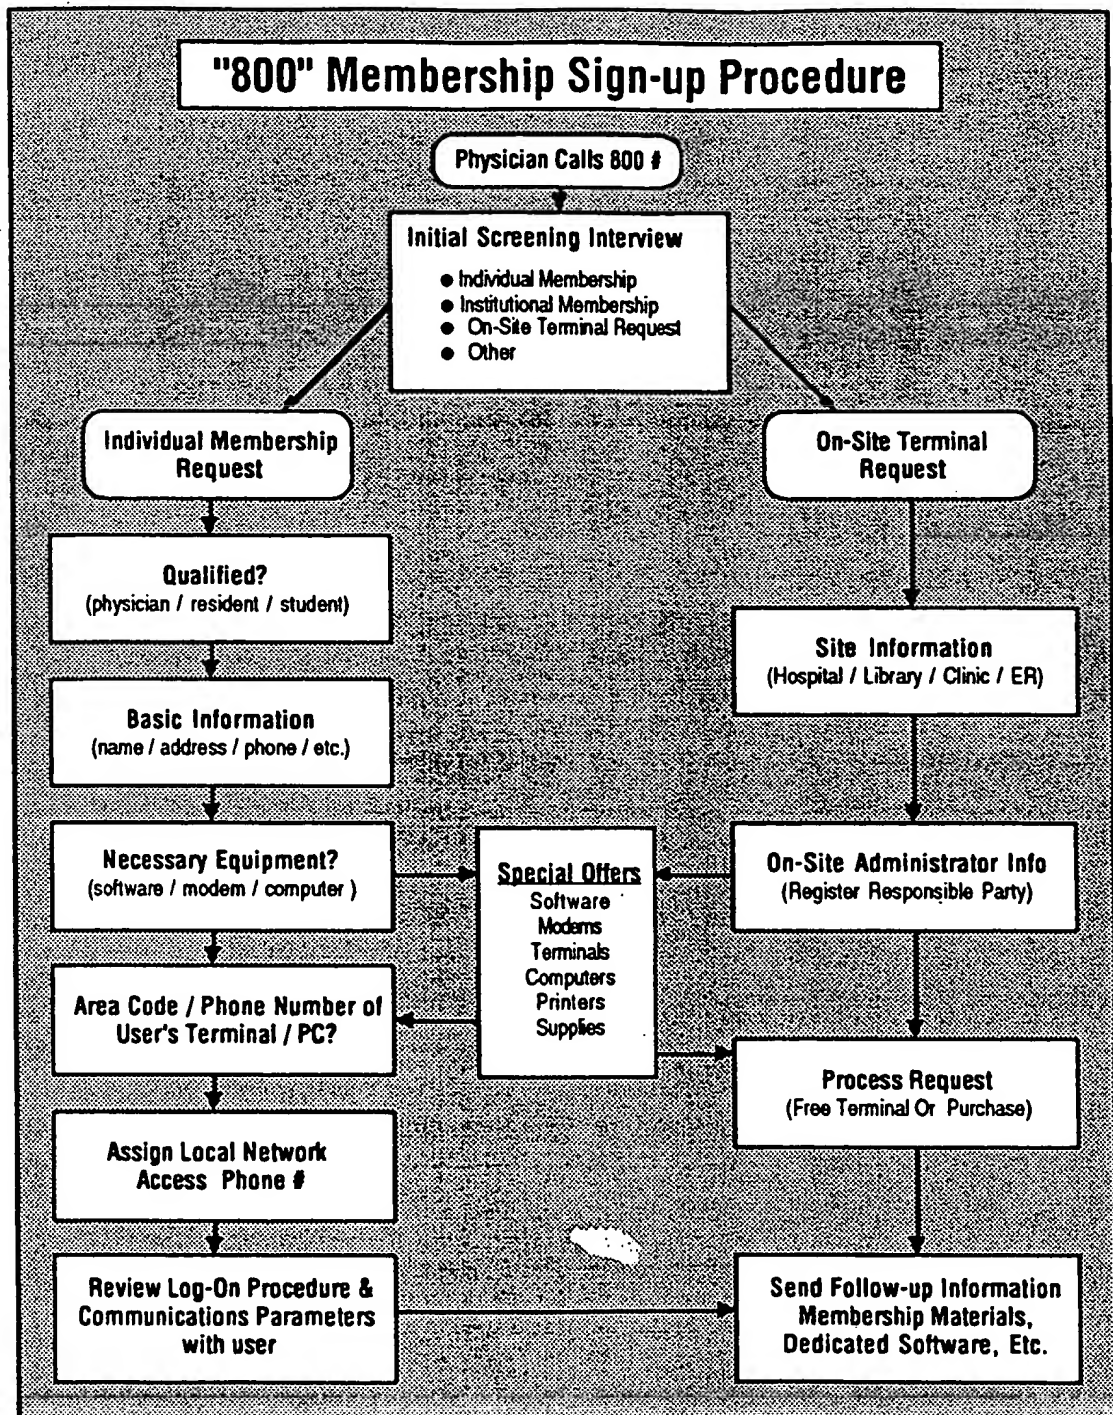 "800" Membership Sign-up Procedure
Physician Calls 800 #
Initial Screening Interview
● Individual Membership
● Institutional Membership
● On-Site Terminal Request
● Other
Individual Membership
Request
On-Site Terminal
Request
Qualified?
(physician / resident / student)
Site Information
(Hospital / Library / Clinic / ER)
Basic Information
(name / address / phone / etc.)
Necessary Equipment?
(software / modem / computer )
Special Offers
Software
Modems
Terminals
Computers
Printers
Supplies
On-Site Administrator Info
(Register Responsible Party)
Area Code / Phone Number of
User's Terminal / PC?
Process Request
(Free Terminal Or Purchase)
Assign Local Network
Access Phone #
Review Log-On Procedure &
Communications Parameters
with user
Send Follow-up Information
Membership Materials,
Dedicated Software, Etc.